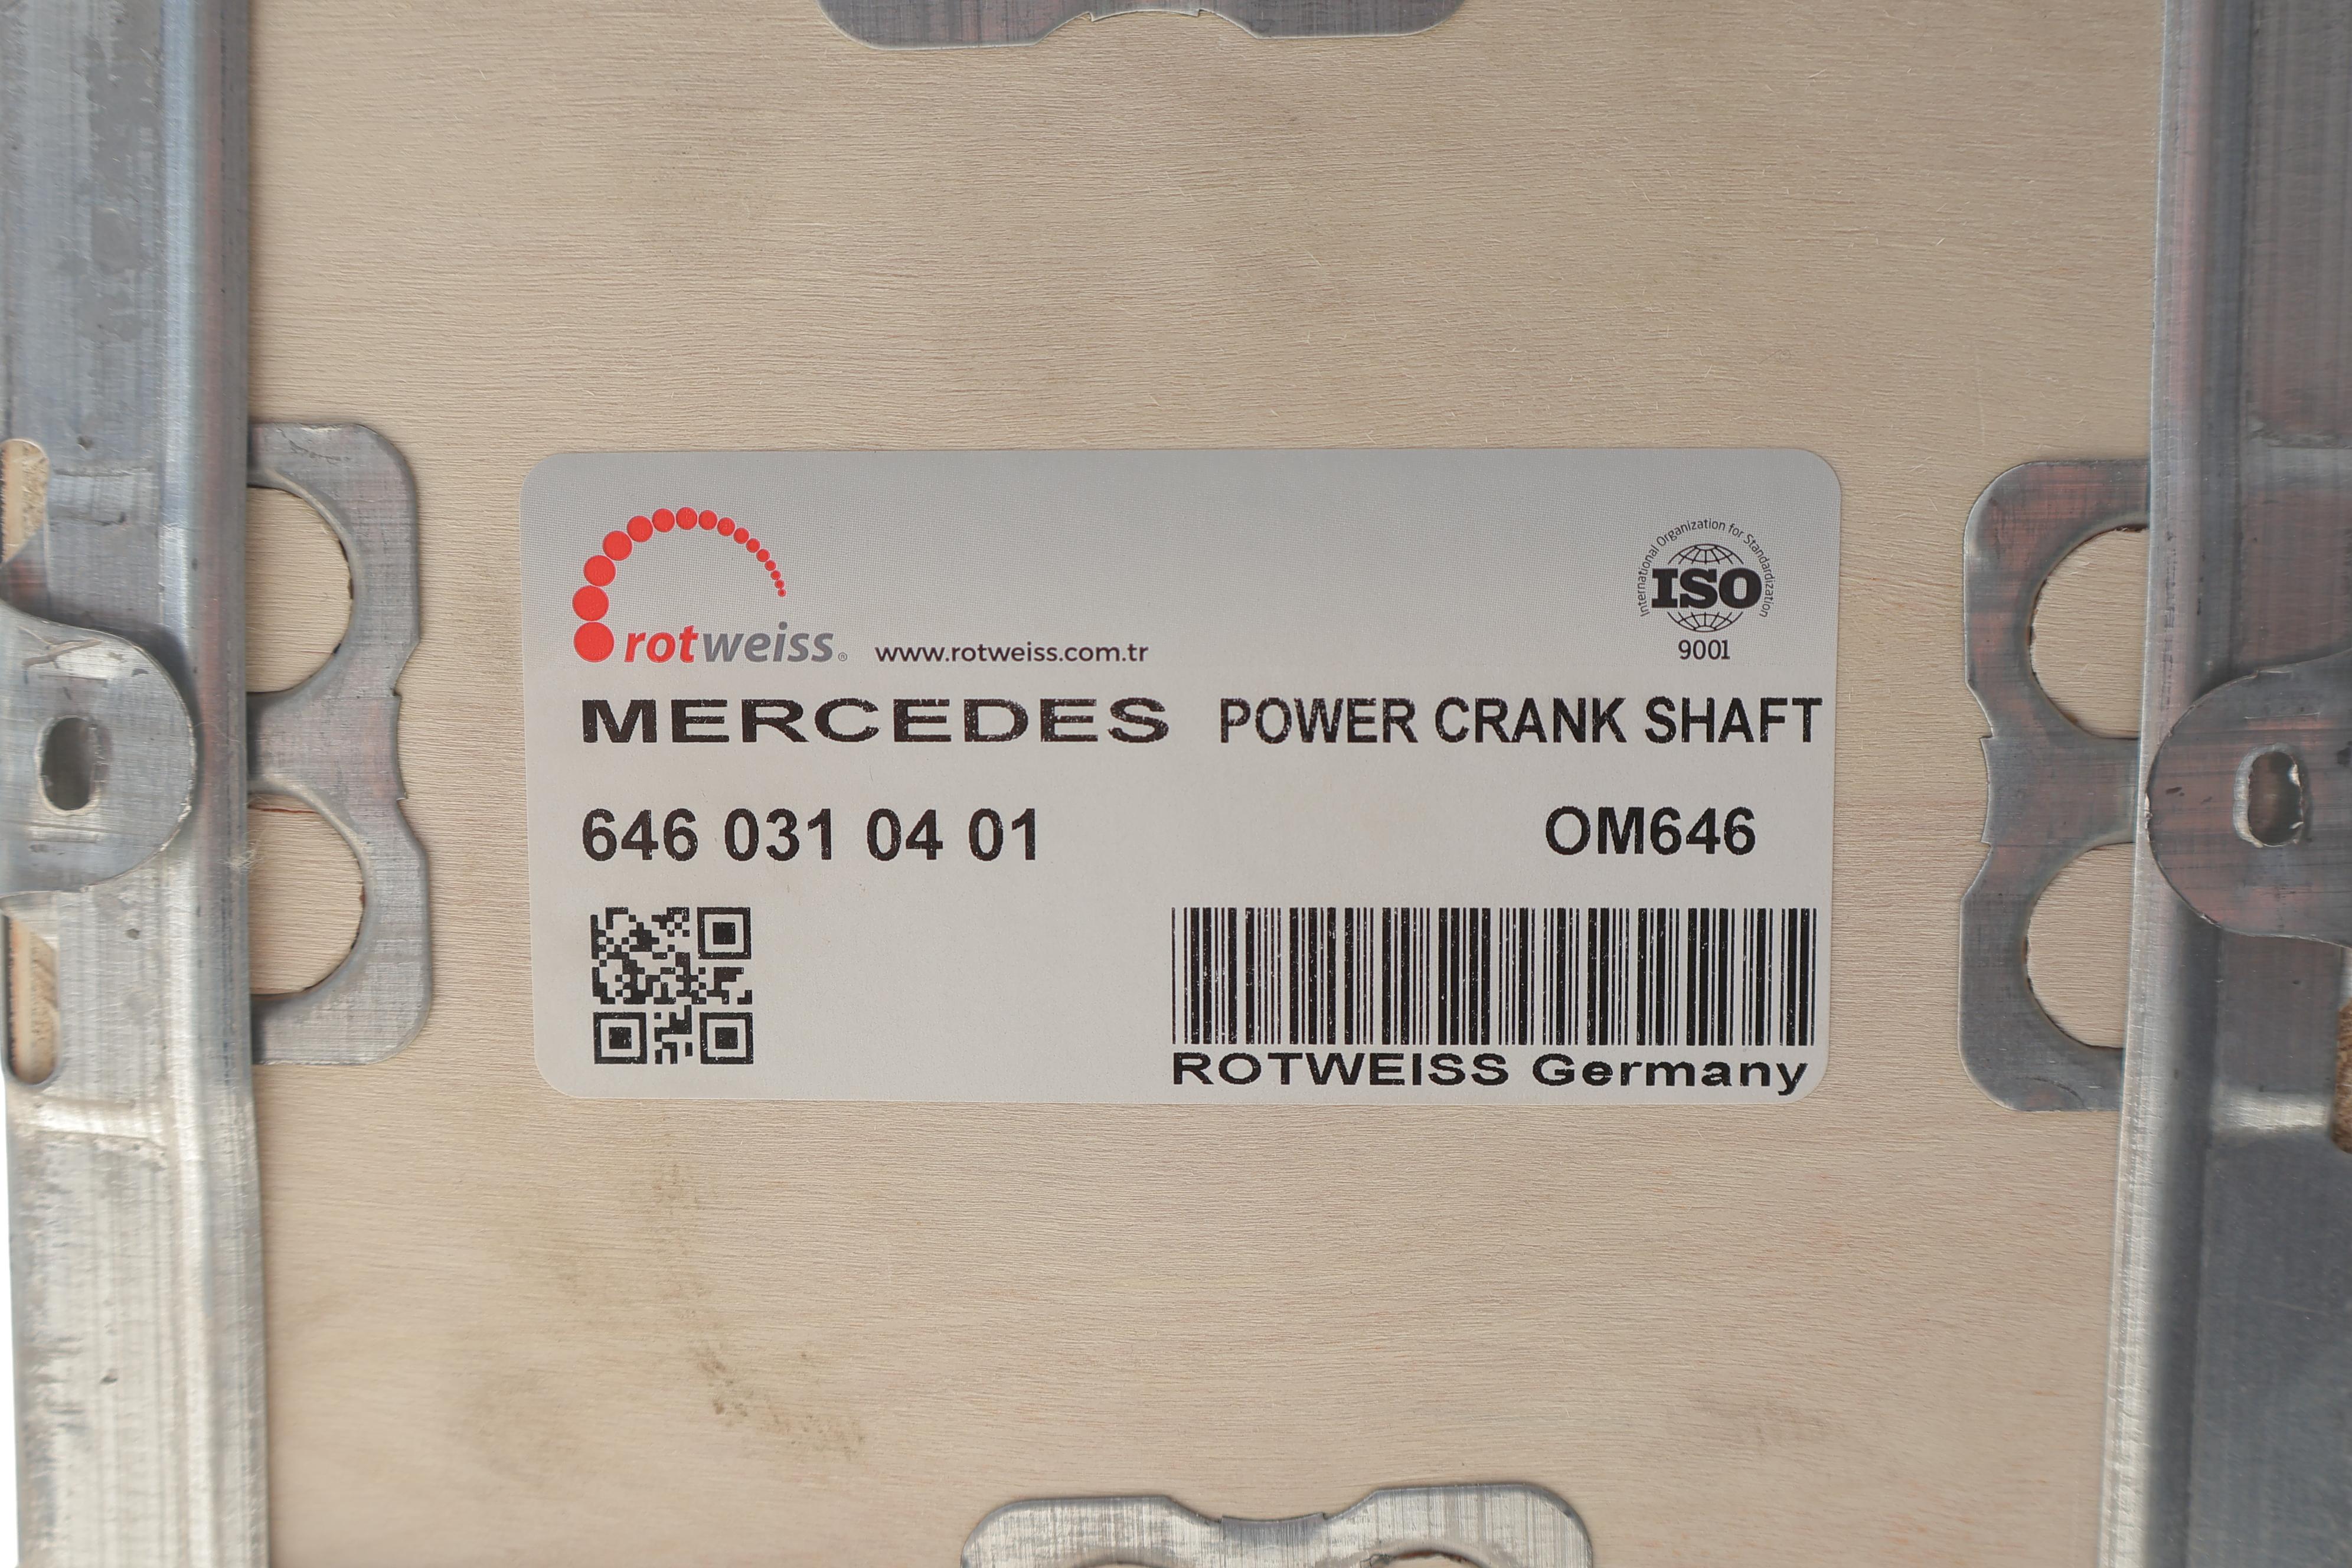 International Organization for Standardization
ISO
9001
rotweiss® www.rotweiss.com.tr
MERCEDES POWER CRANK SHAFT
646 031 04 01 OM646
ROTWEISS Germany